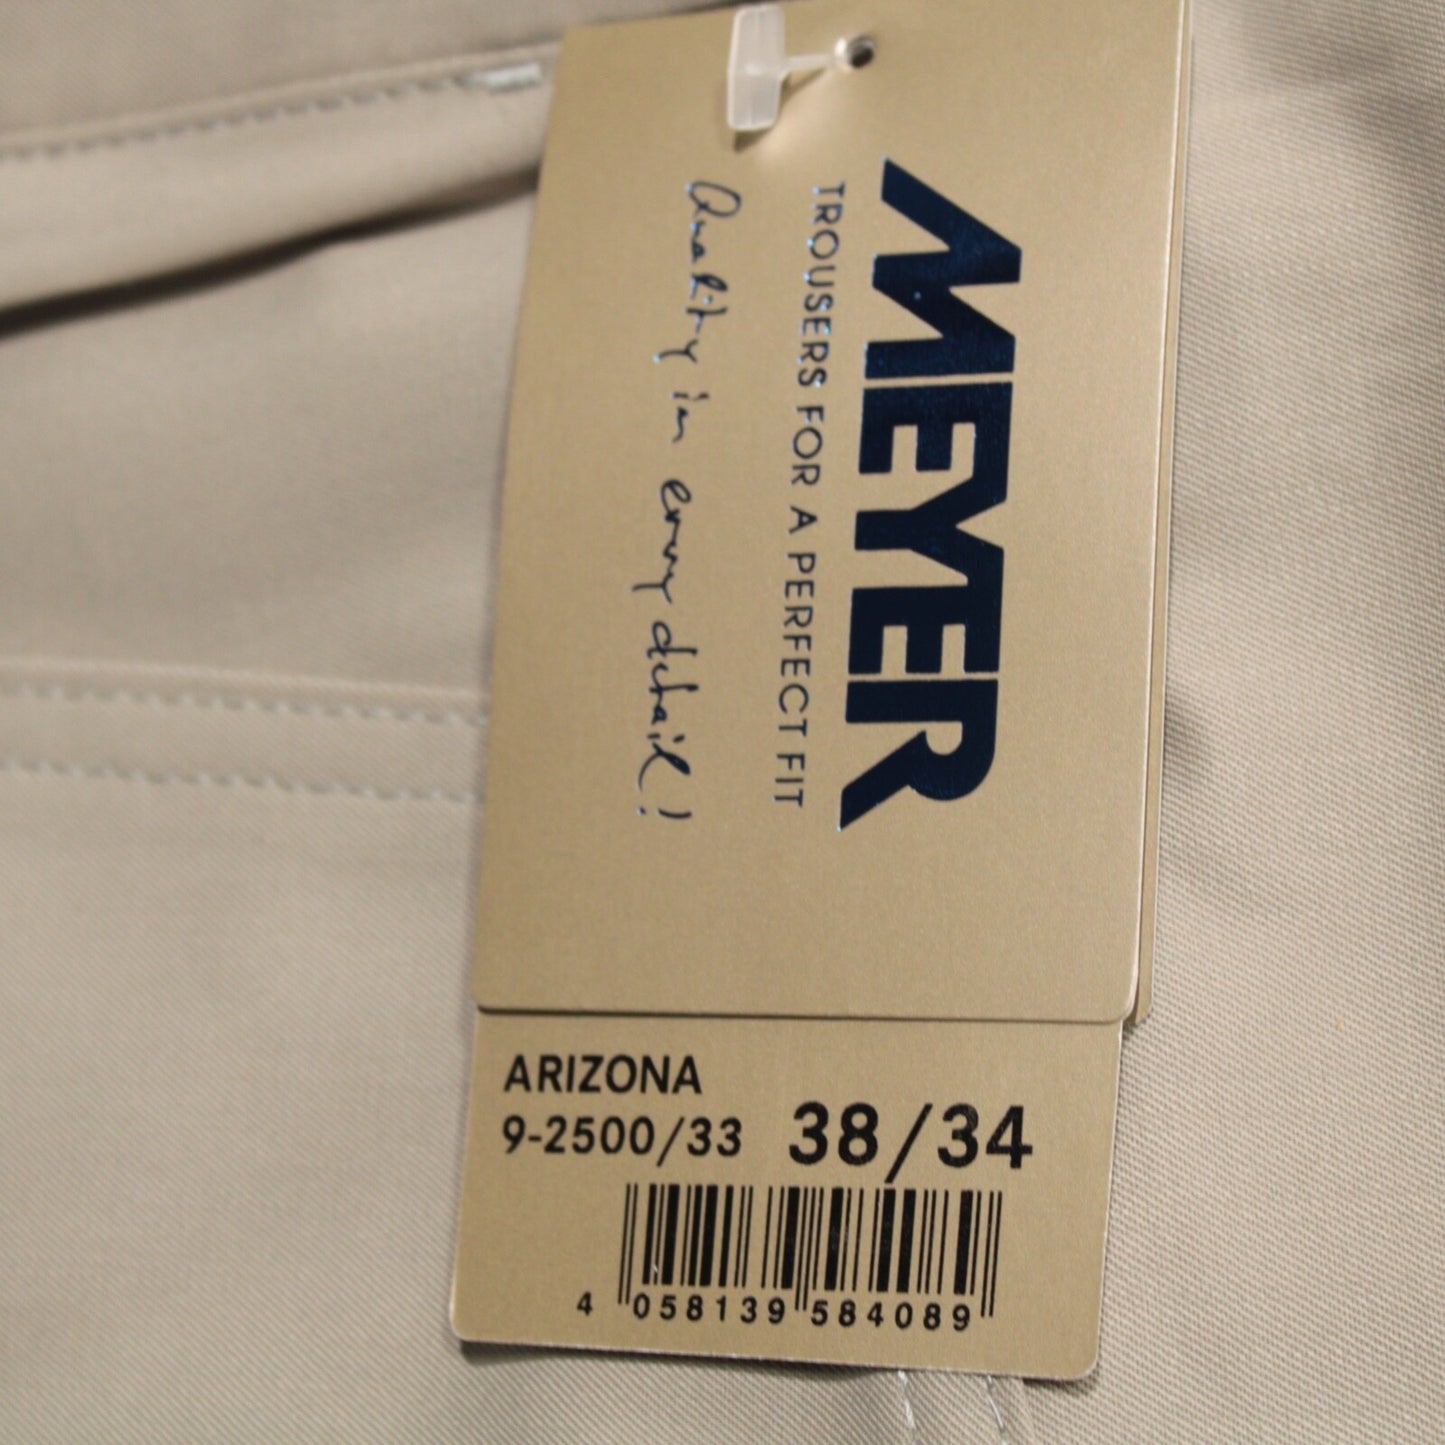 MEYER
TROUSERS FOR A PERFECT FIT
Quality in every detail!
ARIZONA
9-2500/33 38/34
4 058139 584089